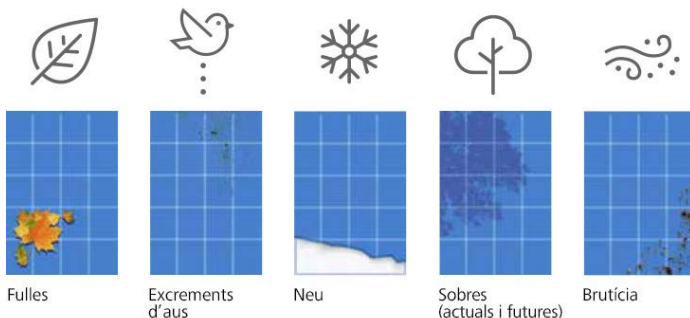 Fulles
Excrements
d'aus
Neu
Sobres
(actuals i futures)
Brutícia